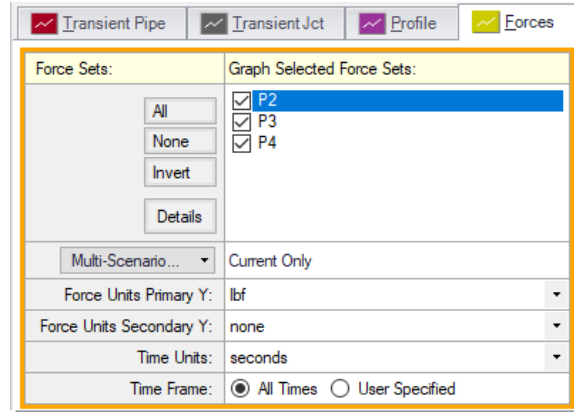 Transient Pipe Transient Jct Profile Forces
Force Sets: Graph Selected Force Sets:
All
None
Invert
Details
P2
P3
P4
Multi-Scenario... Current Only
Force Units Primary Y: lbf
Force Units Secondary Y: none
Time Units: seconds
Time Frame: All Times User Specified